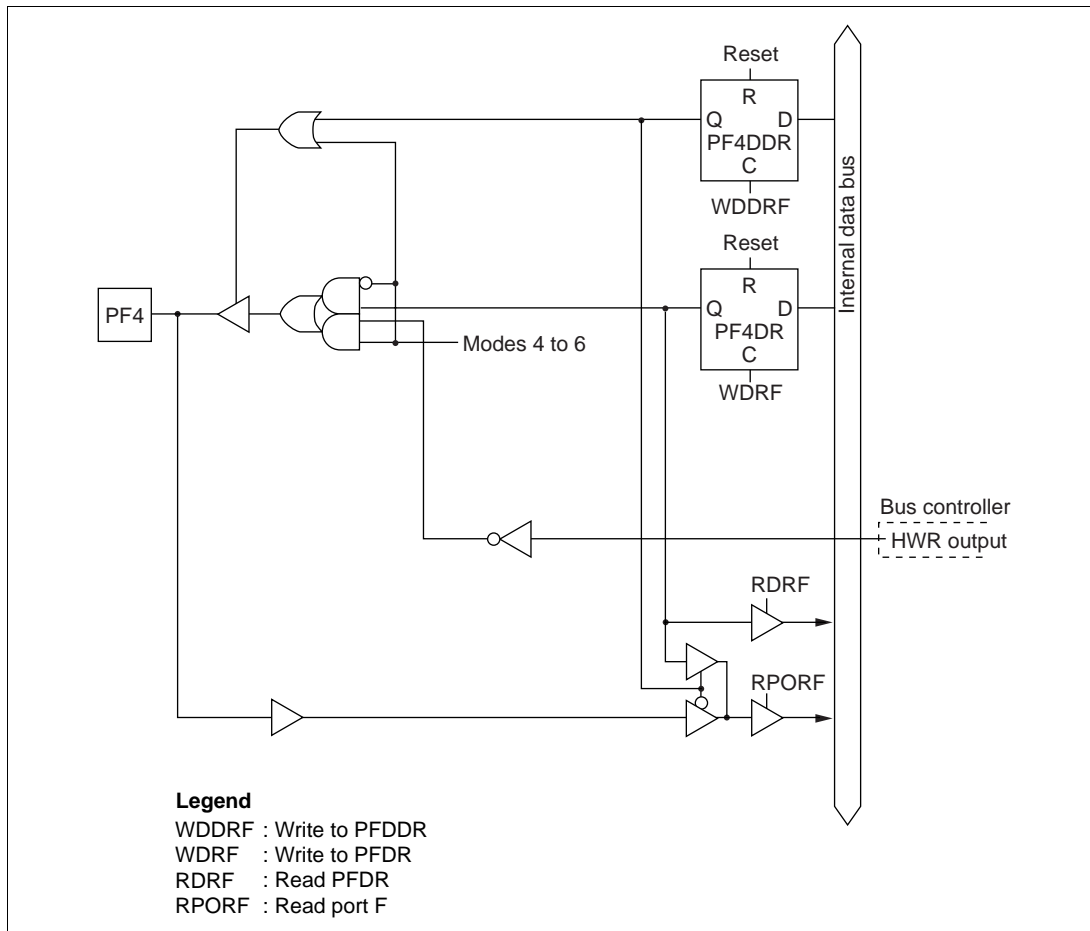 Reset
R
Q D
PF4DDR
C
WDDRF
Reset
R
Q D
PF4DR
C
WDRF
Internal data bus
PF4
Modes 4 to 6
Bus controller
HWR output
RDRF
RPORF
Legend
WDDRF : Write to PFDDR
WDRF : Write to PFDR
RDRF : Read PFDR
RPORF : Read port F